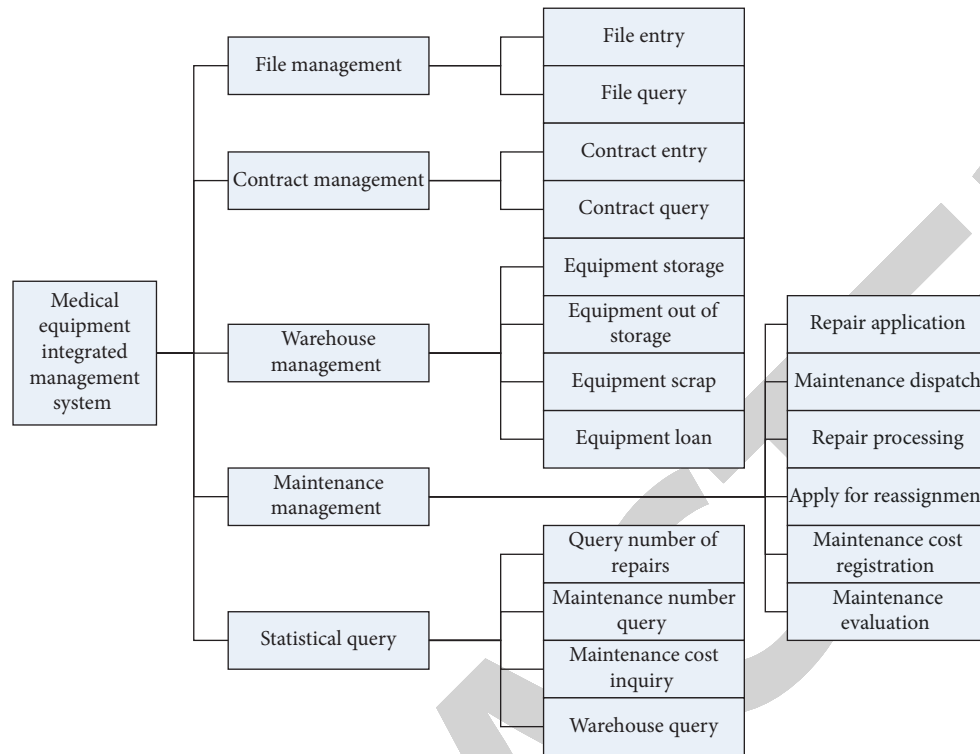 Medical
equipment
integrated
management
system
File management
Contract management
Warehouse
management
Maintenance
management
Statistical query
File entry
File query
Contract entry
Contract query
Equipment storage
Equipment out of
storage
Equipment scrap
Equipment loan
Query number of
repairs
Maintenance number
query
Maintenance cost
inquiry
Warehouse query
Repair application
Maintenance dispatch
Repair processing
Apply for reassignment
Maintenance cost
registration
Maintenance
evaluation